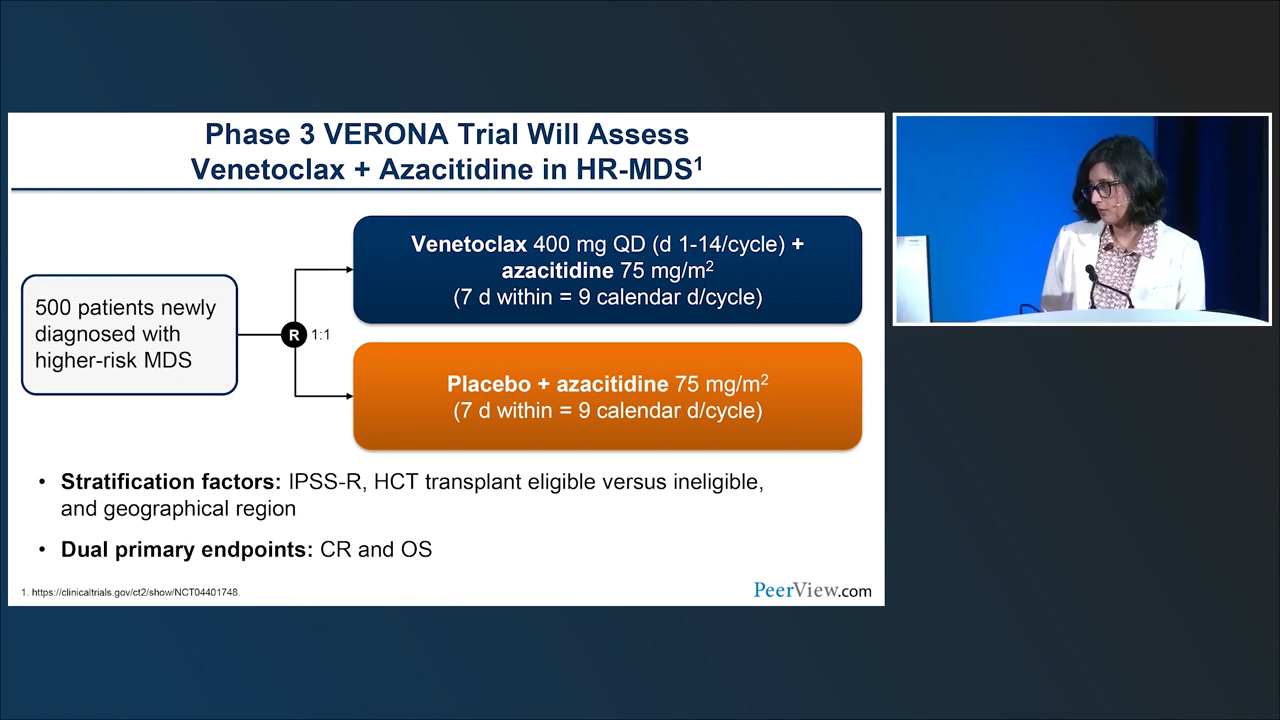 Phase 3 VERONA Trial Will Assess
Venetoclax + Azacitidine in HR-MDS1
500 patients newly
diagnosed with
higher-risk MDS
R
1:1
Venetoclax 400 mg QD (d 1-14/cycle) +
azacitidine 75 mg/m2
(7 d within = 9 calendar d/cycle)
Placebo + azacitidine 75 mg/m2
(7 d within = 9 calendar d/cycle)
• Stratification factors: IPSS-R, HCT transplant eligible versus ineligible,
and geographical region
• Dual primary endpoints: CR and OS
1. https://clinicaltrials.gov/ct2/show/NCT04401748.
PeerView.com